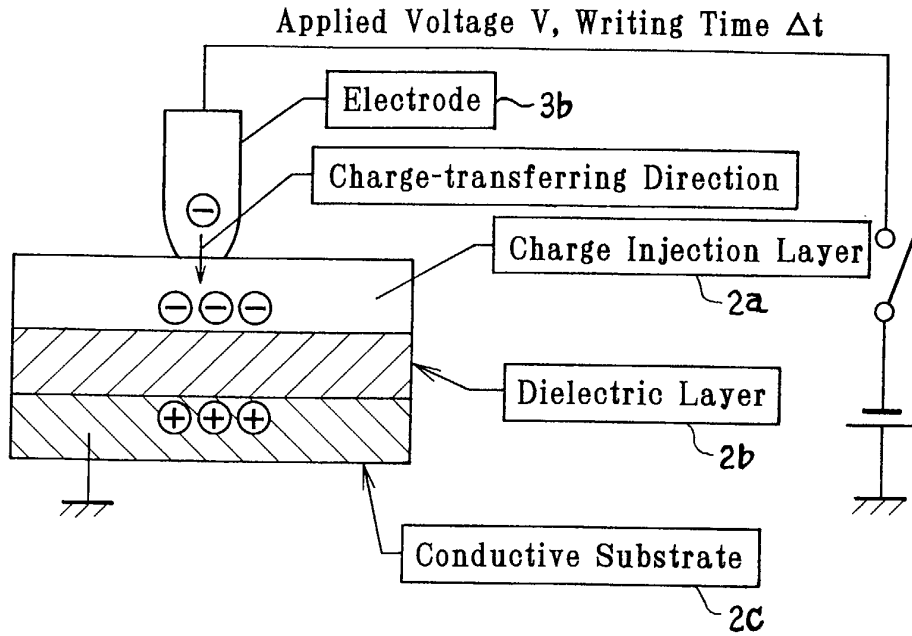 Applied Voltage V, Writing Time Δt
Electrode
3b
Charge-transferring Direction
Charge Injection Layer
2a
Dielectric Layer
2b
Conductive Substrate
2c